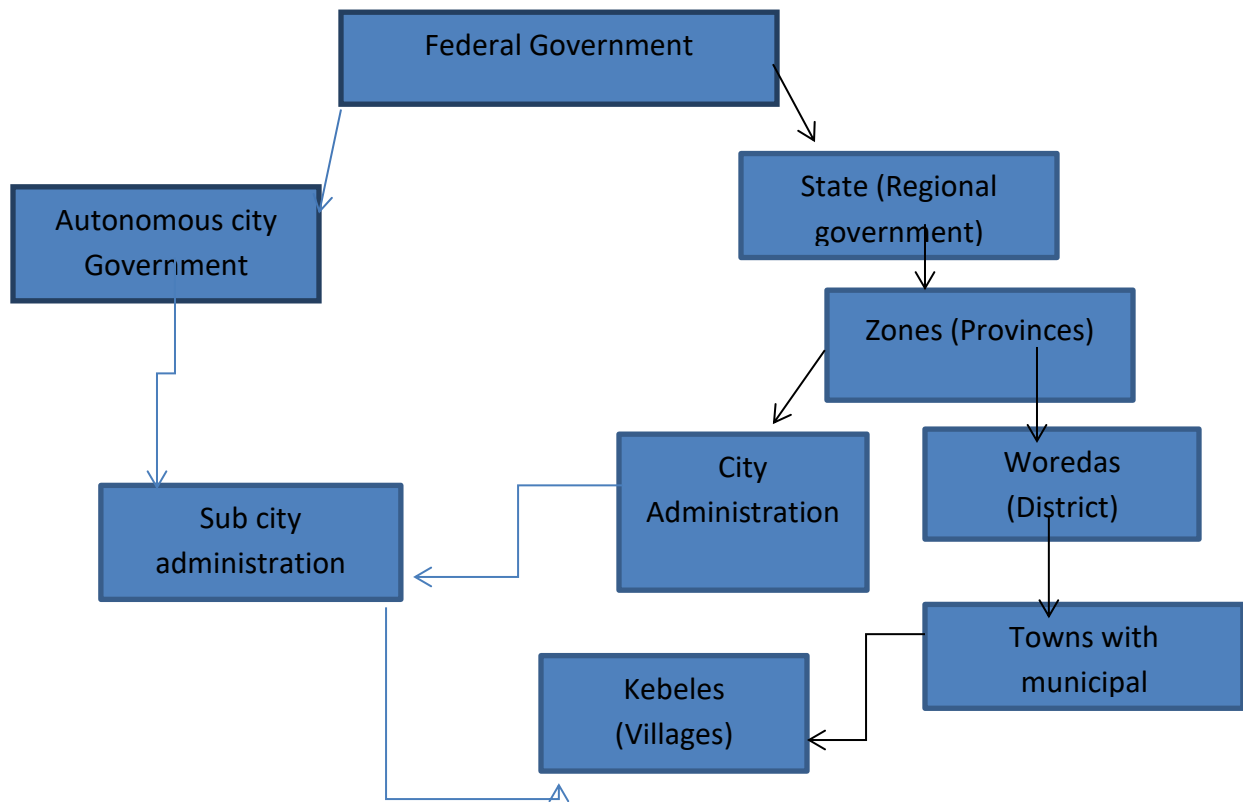 Federal Government
State (Regional
government)
Autonomous city
Government
Zones (Provinces)
City
Administration
Woredas
(District)
Sub city
administration
Towns with
municipal
Kebeles
(Villages)